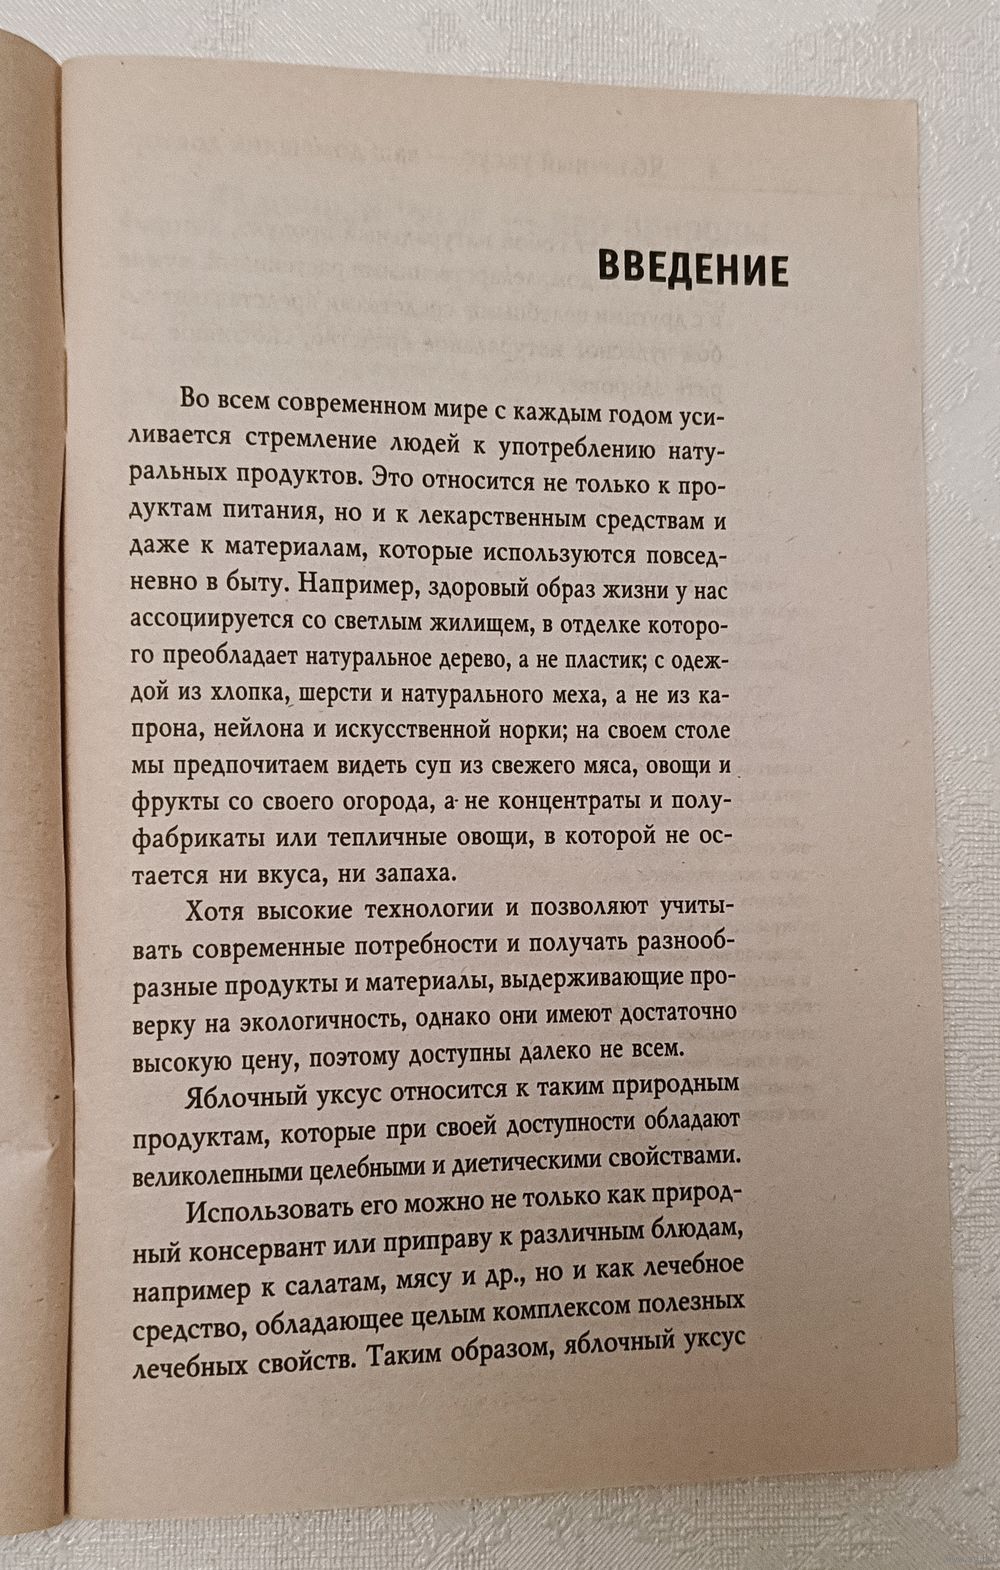 ВВЕДЕНИЕ
Во всем современном мире с каждым годом уси-
ливается стремление людей к употреблению нату-
ральных продуктов. Это относится не только к про-
дуктам питания, но и к лекарственным средствам и
даже к материалам, которые используются повсед-
невно в быту. Например, здоровый образ жизни у нас
ассоциируется со светлым жилищем, в отделке которо-
го преобладает натуральное дерево, а не пластик; с одеж-
дой из хлопка, шерсти и натурального меха, а не из ка-
прона, нейлона и искусственной норки; на своем столе
мы предпочитаем видеть суп из свежего мяса, овощи и
фрукты со своего огорода, а не концентраты и полу-
фабрикаты или тепличные овощи, в которой не ос-
тается ни вкуса, ни запаха.
Хотя высокие технологии и позволяют учиты-
вать современные потребности и получать разнооб-
разные продукты и материалы, выдерживающие про-
верку на экологичность, однако они имеют достаточно
высокую цену, поэтому доступны далеко не всем.
Яблочный уксус относится к таким природным
продуктам, которые при своей доступности обладают
великолепными целебными и диетическими свойствами.
Использовать его можно не только как природ-
ный консервант или приправу к различным блюдам,
например к салатам, мясу и др., но и как лечебное
средство, обладающее целым комплексом полезных
лечебных свойств. Таким образом, яблочный уксус